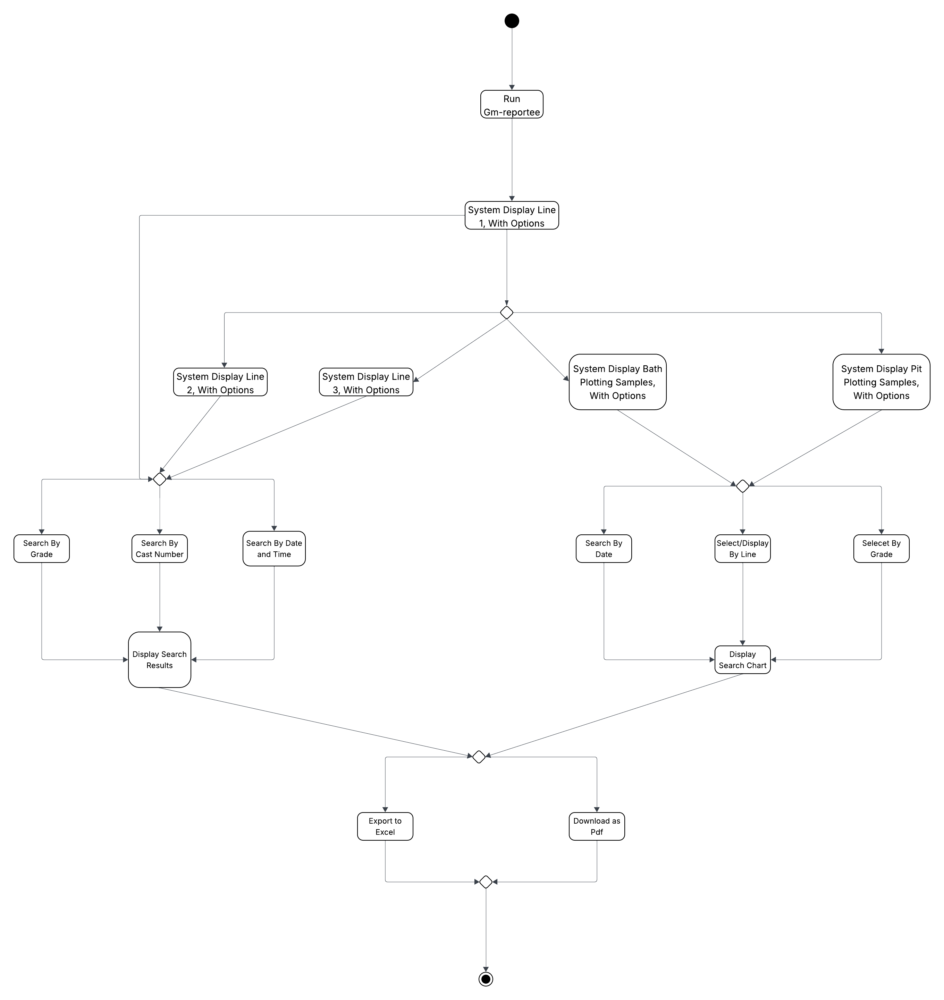 Run
Gm-reportee
System Display Line
1, With Options
System Display Line
2, With Options
System Display Line
3, With Options
System Display Bath
Plotting Samples,
With Options
System Display Pit
Plotting Samples,
With Options
Search By
Grade
Search By
Cast Number
Search By Date
and Time
Search By
Date
Select/Display
By Line
Selecet By
Grade
Display Search
Results
Display
Search Chart
Export to
Excel
Download as
Pdf